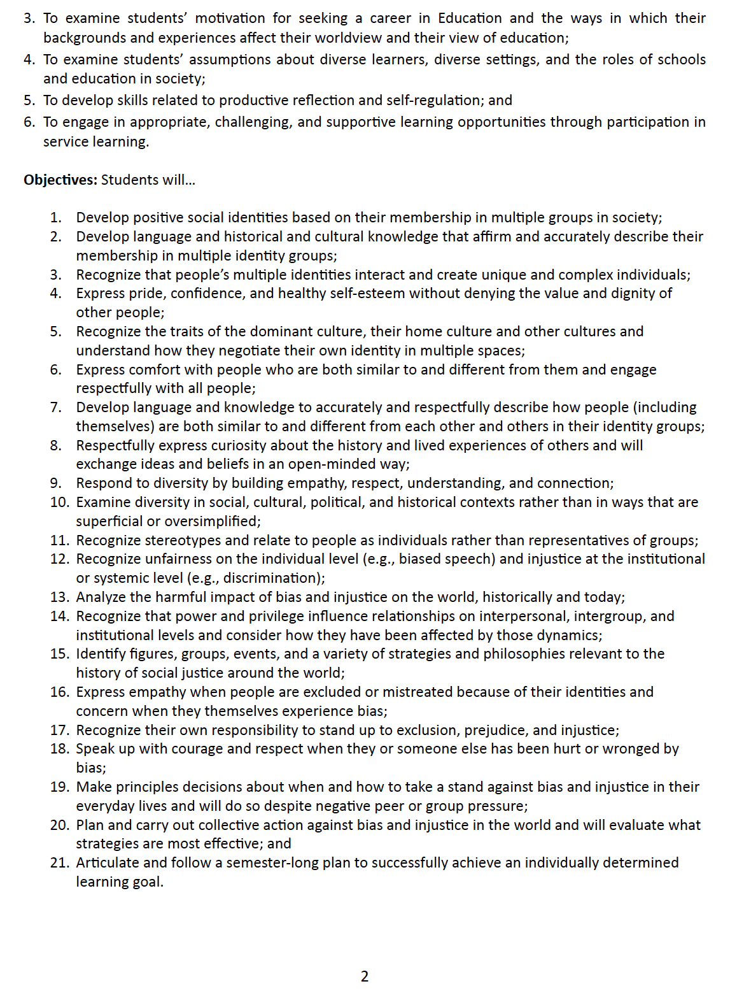 3. To examine students’ motivation for seeking a career in Education and the ways in which their
backgrounds and experiences affect their worldview and their view of education;
4. To examine students’ assumptions about diverse learners, diverse settings, and the roles of schools
and education in society;
5. To develop skills related to productive reflection and self-regulation; and
6. To engage in appropriate, challenging, and supportive learning opportunities through participation in
service learning.
Objectives: Students will...
1. Develop positive social identities based on their membership in multiple groups in society;
2. Develop language and historical and cultural knowledge that affirm and accurately describe their
membership in multiple identity groups;
3. Recognize that people’s multiple identities interact and create unique and complex individuals;
4. Express pride, confidence, and healthy self-esteem without denying the value and dignity of
other people;
5. Recognize the traits of the dominant culture, their home culture and other cultures and
understand how they negotiate their own identity in multiple spaces;
6. Express comfort with people who are both similar to and different from them and engage
respectfully with all people;
7. Develop language and knowledge to accurately and respectfully describe how people (including
themselves) are both similar to and different from each other and others in their identity groups;
8. Respectfully express curiosity about the history and lived experiences of others and will
exchange ideas and beliefs in an open-minded way;
9. Respond to diversity by building empathy, respect, understanding, and connection;
10. Examine diversity in social, cultural, political, and historical contexts rather than in ways that are
superficial or oversimplified;
11. Recognize stereotypes and relate to people as individuals rather than representatives of groups;
12. Recognize unfairness on the individual level (e.g., biased speech) and injustice at the institutional
or systemic level (e.g., discrimination);
13. Analyze the harmful impact of bias and injustice on the world, historically and today;
14. Recognize that power and privilege influence relationships on interpersonal, intergroup, and
institutional levels and consider how they have been affected by those dynamics;
15. Identify figures, groups, events, and a variety of strategies and philosophies relevant to the
history of social justice around the world;
16. Express empathy when people are excluded or mistreated because of their identities and
concern when they themselves experience bias;
17. Recognize their own responsibility to stand up to exclusion, prejudice, and injustice;
18. Speak up with courage and respect when they or someone else has been hurt or wronged by
bias;
19. Make principles decisions about when and how to take a stand against bias and injustice in their
everyday lives and will do so despite negative peer or group pressure;
20. Plan and carry out collective action against bias and injustice in the world and will evaluate what
strategies are most effective; and
21. Articulate and follow a semester-long plan to successfully achieve an individually determined
learning goal.
2